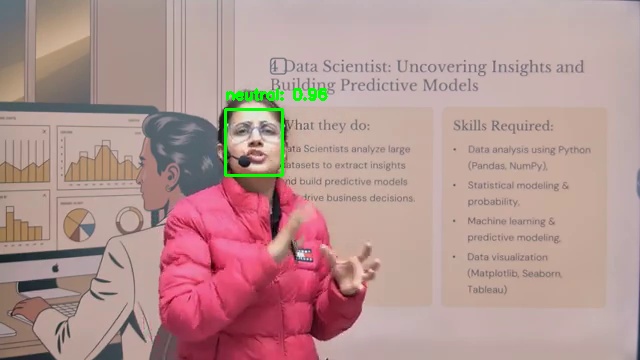 neutral: 0.96
4 Data Scientist: Uncovering Insights and
Building Predictive Models
What they do:
Data Scientists analyze large
datasets to extract insights
and build predictive models
drive business decisions.
Skills Required:
• Data analysis using Python
(Pandas, NumPy),
• Statistical modeling &
probability,
• Machine learning &
predictive modeling,
• Data visualization
(Matplotlib, Seaborn,
Tableau)